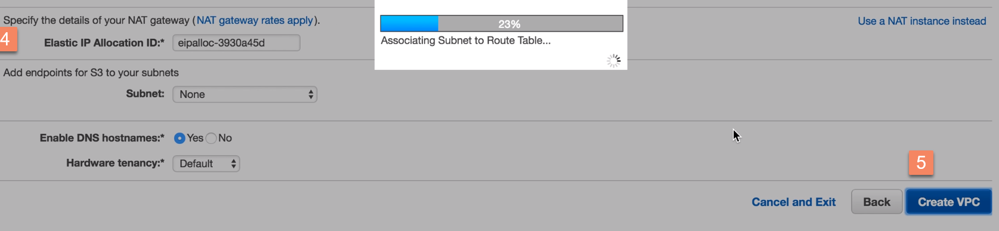 Specify the details of your NAT gateway (NAT gateway rates apply).
Use a NAT instance instead
23%
Associating Subnet to Route Table...
4
Elastic IP Allocation ID:* eipalloc-3930a45d
Add endpoints for S3 to your subnets
Subnet: None
Enable DNS hostnames:* Yes No
Hardware tenancy:* Default
5
Cancel and Exit Back Create VPC